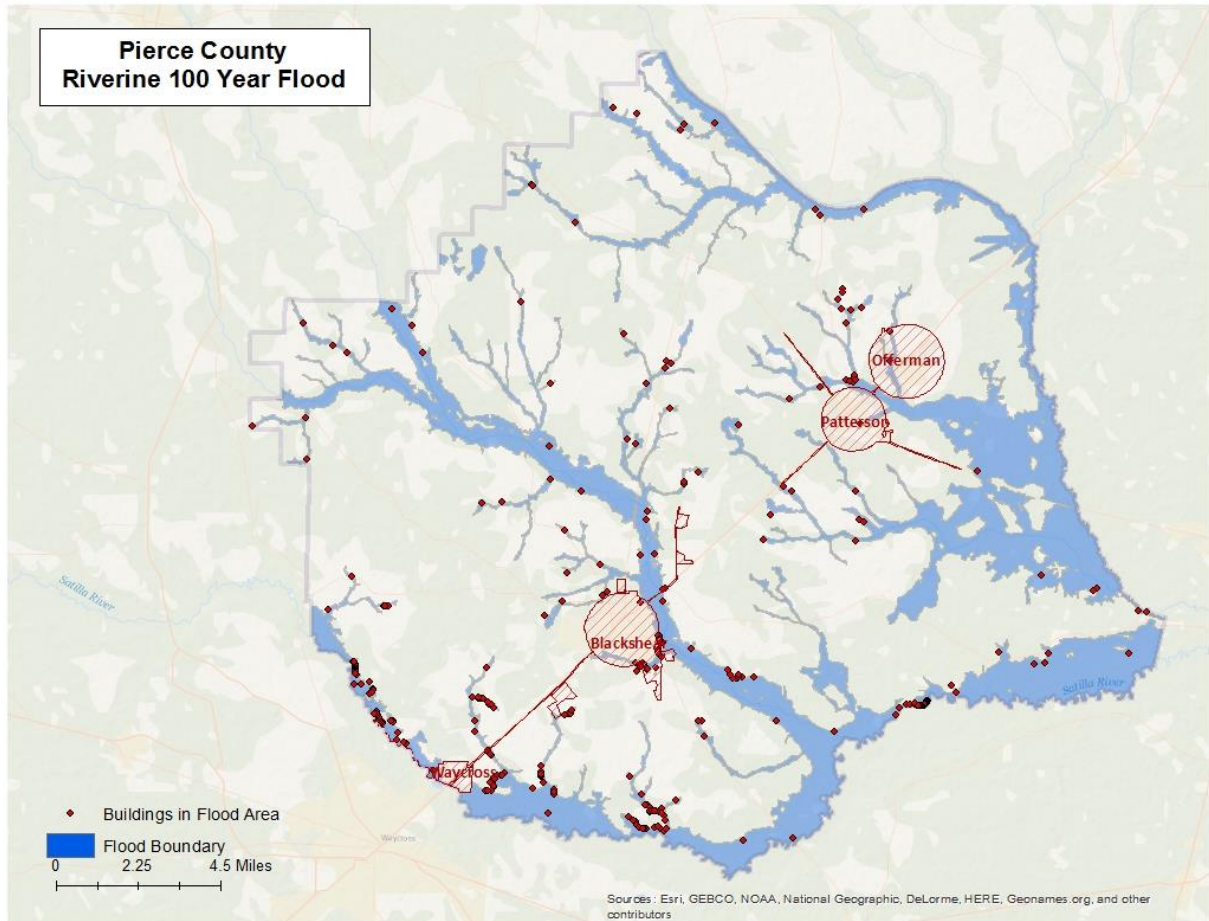 Pierce County
Riverine 100 Year Flood
Offerman
Patterson
Satilla River
Blackshe
Satilla River
Waycross
Buildings in Flood Area
Waycross
Flood Boundary
0 2.25 4.5 Miles
Sources: Esri, GEBCO, NOAA, National Geographic, DeLorme, HERE, Geonames.org, and other
contributors